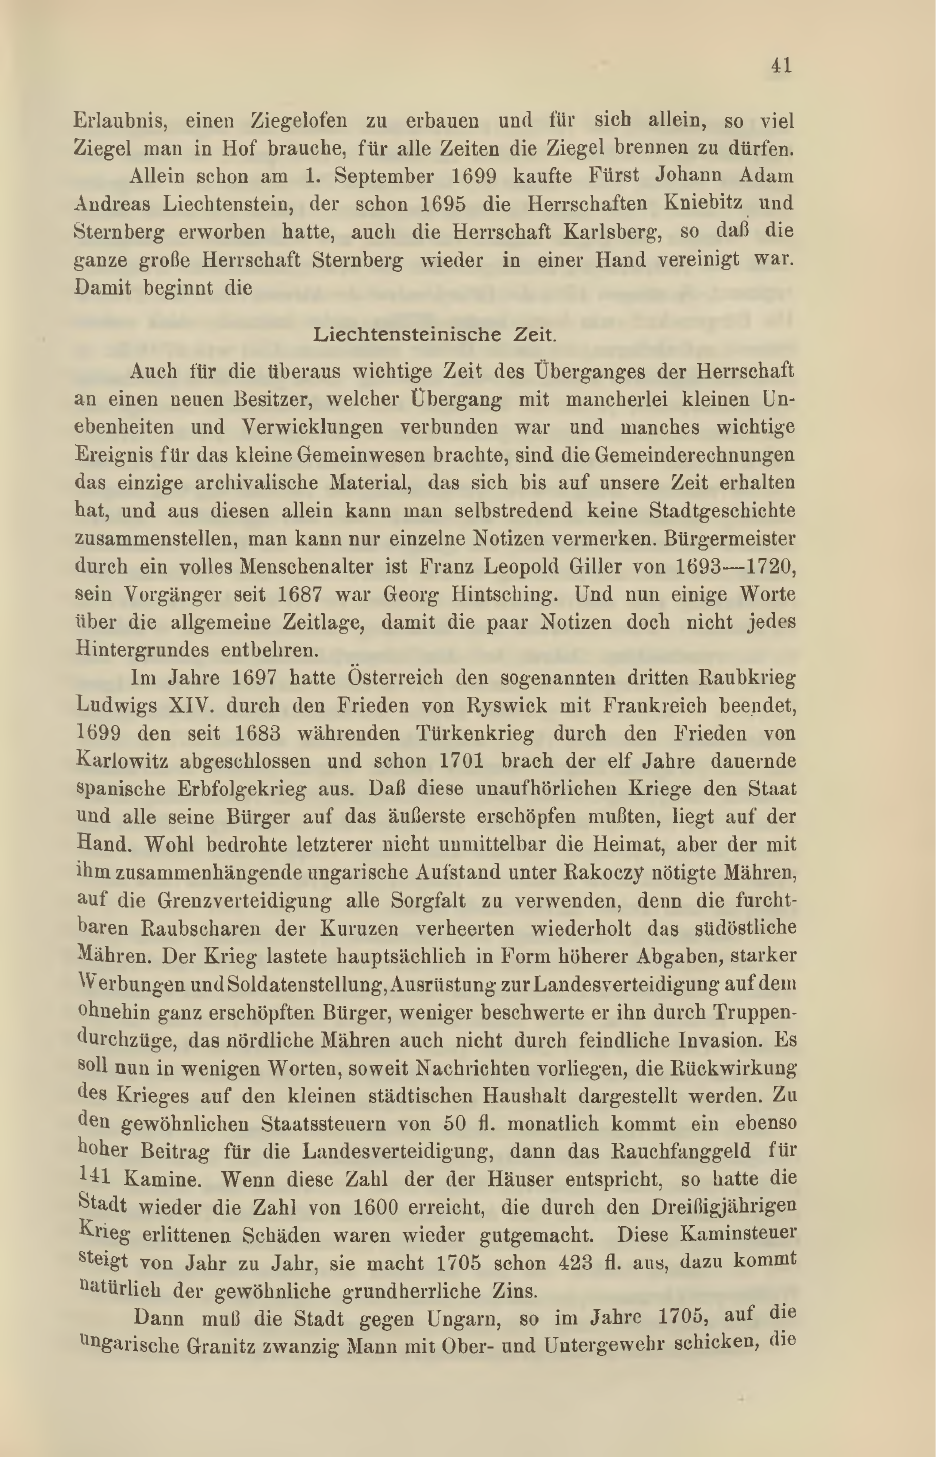 41
Erlaubnis, einen Ziegelofen zu erbauen und für sich allein, so viel
Ziegel man in Hof brauche, für alle Zeiten die Ziegel brennen zu dürfen.
Allein schon am 1. September 1699 kaufte Fürst Johann Adam
Andreas Liechtenstein, der schon 1695 die Herrschaften Kniebitz und
Sternberg erworben hatte, auch die Herrschaft Karlsberg, so daß die
ganze große Herrschaft Sternberg wieder in einer Hand vereinigt war.
Damit beginnt die
Liechtensteinische Zeit.
Auch für die überaus wichtige Zeit des Überganges der Herrschaft
an einen neuen Besitzer, welcher Übergang mit mancherlei kleinen Un-
ebenheiten und Verwicklungen verbunden war und manches wichtige
Ereignis für das kleine Gemeinwesen brachte, sind die Gemeinderechnungen
das einzige archivalische Material, das sich bis auf unsere Zeit erhalten
hat, und aus diesen allein kann man selbstredend keine Stadtgeschichte
zusammenstellen, man kann nur einzelne Notizen vermerken. Bürgermeister
durch ein volles Menschenalter ist Franz Leopold Giller von 1693—1720,
sein Vorgänger seit 1687 war Georg Hintsching. Und nun einige Worte
über die allgemeine Zeitlage, damit die paar Notizen doch nicht jedes
Hintergrundes entbehren.
Im Jahre 1697 hatte Österreich den sogenannten dritten Raubkrieg
Ludwigs XIV. durch den Frieden von Ryswick mit Frankreich beendet,
1699 den seit 1683 währenden Türkenkrieg durch den Frieden von
Karlowitz abgeschlossen und schon 1701 brach der elf Jahre dauernde
spanische Erbfolgekrieg aus. Daß diese unaufhörlichen Kriege den Staat
und alle seine Bürger auf das äußerste erschöpfen mußten, liegt auf der
Hand. Wohl bedrohte letzterer nicht unmittelbar die Heimat, aber der mit
ihm zusammenhängende ungarische Aufstand unter Rakoczy nötigte Mähren,
auf die Grenzverteidigung alle Sorgfalt zu verwenden, denn die furcht-
baren Raubscharen der Kuruzen verheerten wiederholt das südöstliche
Mähren. Der Krieg lastete hauptsächlich in Form höherer Abgaben, starker
Werbungen und Soldatenstellung, Ausrüstung zur Landesverteidigung auf dem
ohnehin ganz erschöpften Bürger, weniger beschwerte er ihn durch Truppen-
durchzüge, das nördliche Mähren auch nicht durch feindliche Invasion. Es
soll nun in wenigen Worten, soweit Nachrichten vorliegen, die Rückwirkung
des Krieges auf den kleinen städtischen Haushalt dargestellt werden. Zu
den gewöhnlichen Staatssteuern von 50 fl. monatlich kommt ein ebenso
hoher Beitrag für die Landesverteidigung, dann das Rauchfanggeld für
141 Kamine. Wenn diese Zahl der der Häuser entspricht, so hatte die
Stadt wieder die Zahl von 1600 erreicht, die durch den Dreißigjährigen
Krieg erlittenen Schäden waren wieder gutgemacht. Diese Kaminsteuer
steigt von Jahr zu Jahr, sie macht 1705 schon 423 fl. aus, dazu kommt
natürlich der gewöhnliche grundherrliche Zins.
Dann muß die Stadt gegen Ungarn, so im Jahre 1705, auf die
ungarische Granitz zwanzig Mann mit Ober- und Untergewehr schicken, die